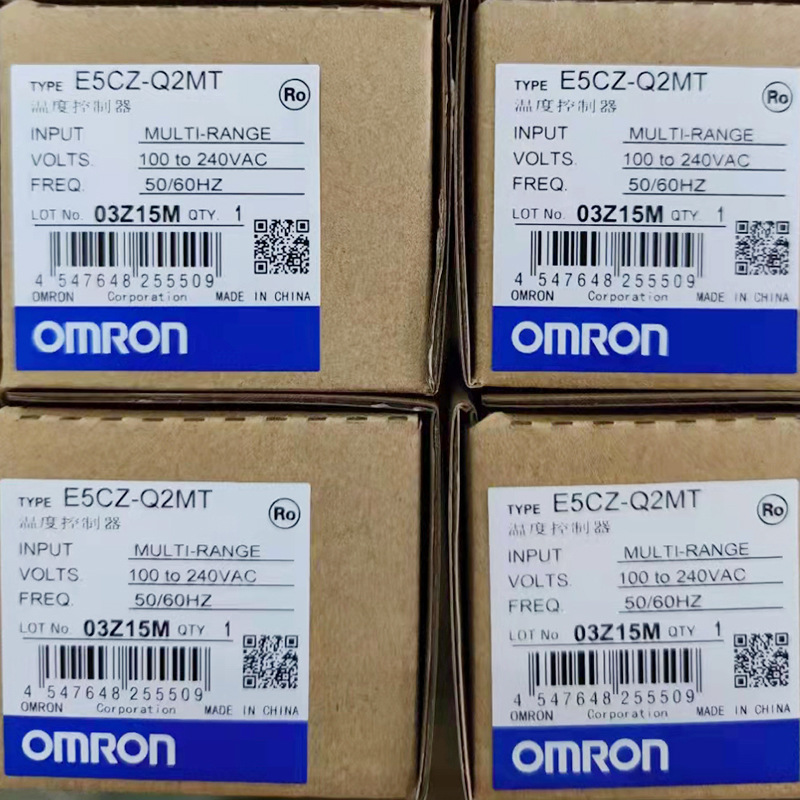 TYPE E5CZ-Q2MT
Ro
温度控制器
INPUT MULTI-RANGE
VOLTS. 100 to 240VAC
FREQ. 50/60HZ
LOT No. 03Z15M QTY. 1
4 547648 255509
OMRON Corporation MADE IN CHINA
OMRON
TYPE E5CZ-Q2MT
Ro
温度控制器
INPUT MULTI-RANGE
VOLTS. 100 to 240VAC
FREQ. 50/60HZ
LOT No. 03Z15M QTY. 1
4 547648 255509
OMRON Corporation MADE IN CHINA
OMRON
TYPE E5CZ-Q2MT
Ro
温度控制器
INPUT MULTI-RANGE
VOLTS. 100 to 240VAC
FREQ. 50/60HZ
LOT No. 03Z15M QTY 1
4 547648 255509
OMRON Corporation MADE IN CHINA
OMRON
TYPE E5CZ-Q2MT
Ro
温度控制器
INPUT MULTI-RANGE
VOLTS. 100 to 240VAC
FREQ. 50/60HZ
LOT No 03Z15M QTY 1
4 547648 255509
OMRON Corporation MADE IN CHINA
OMRON